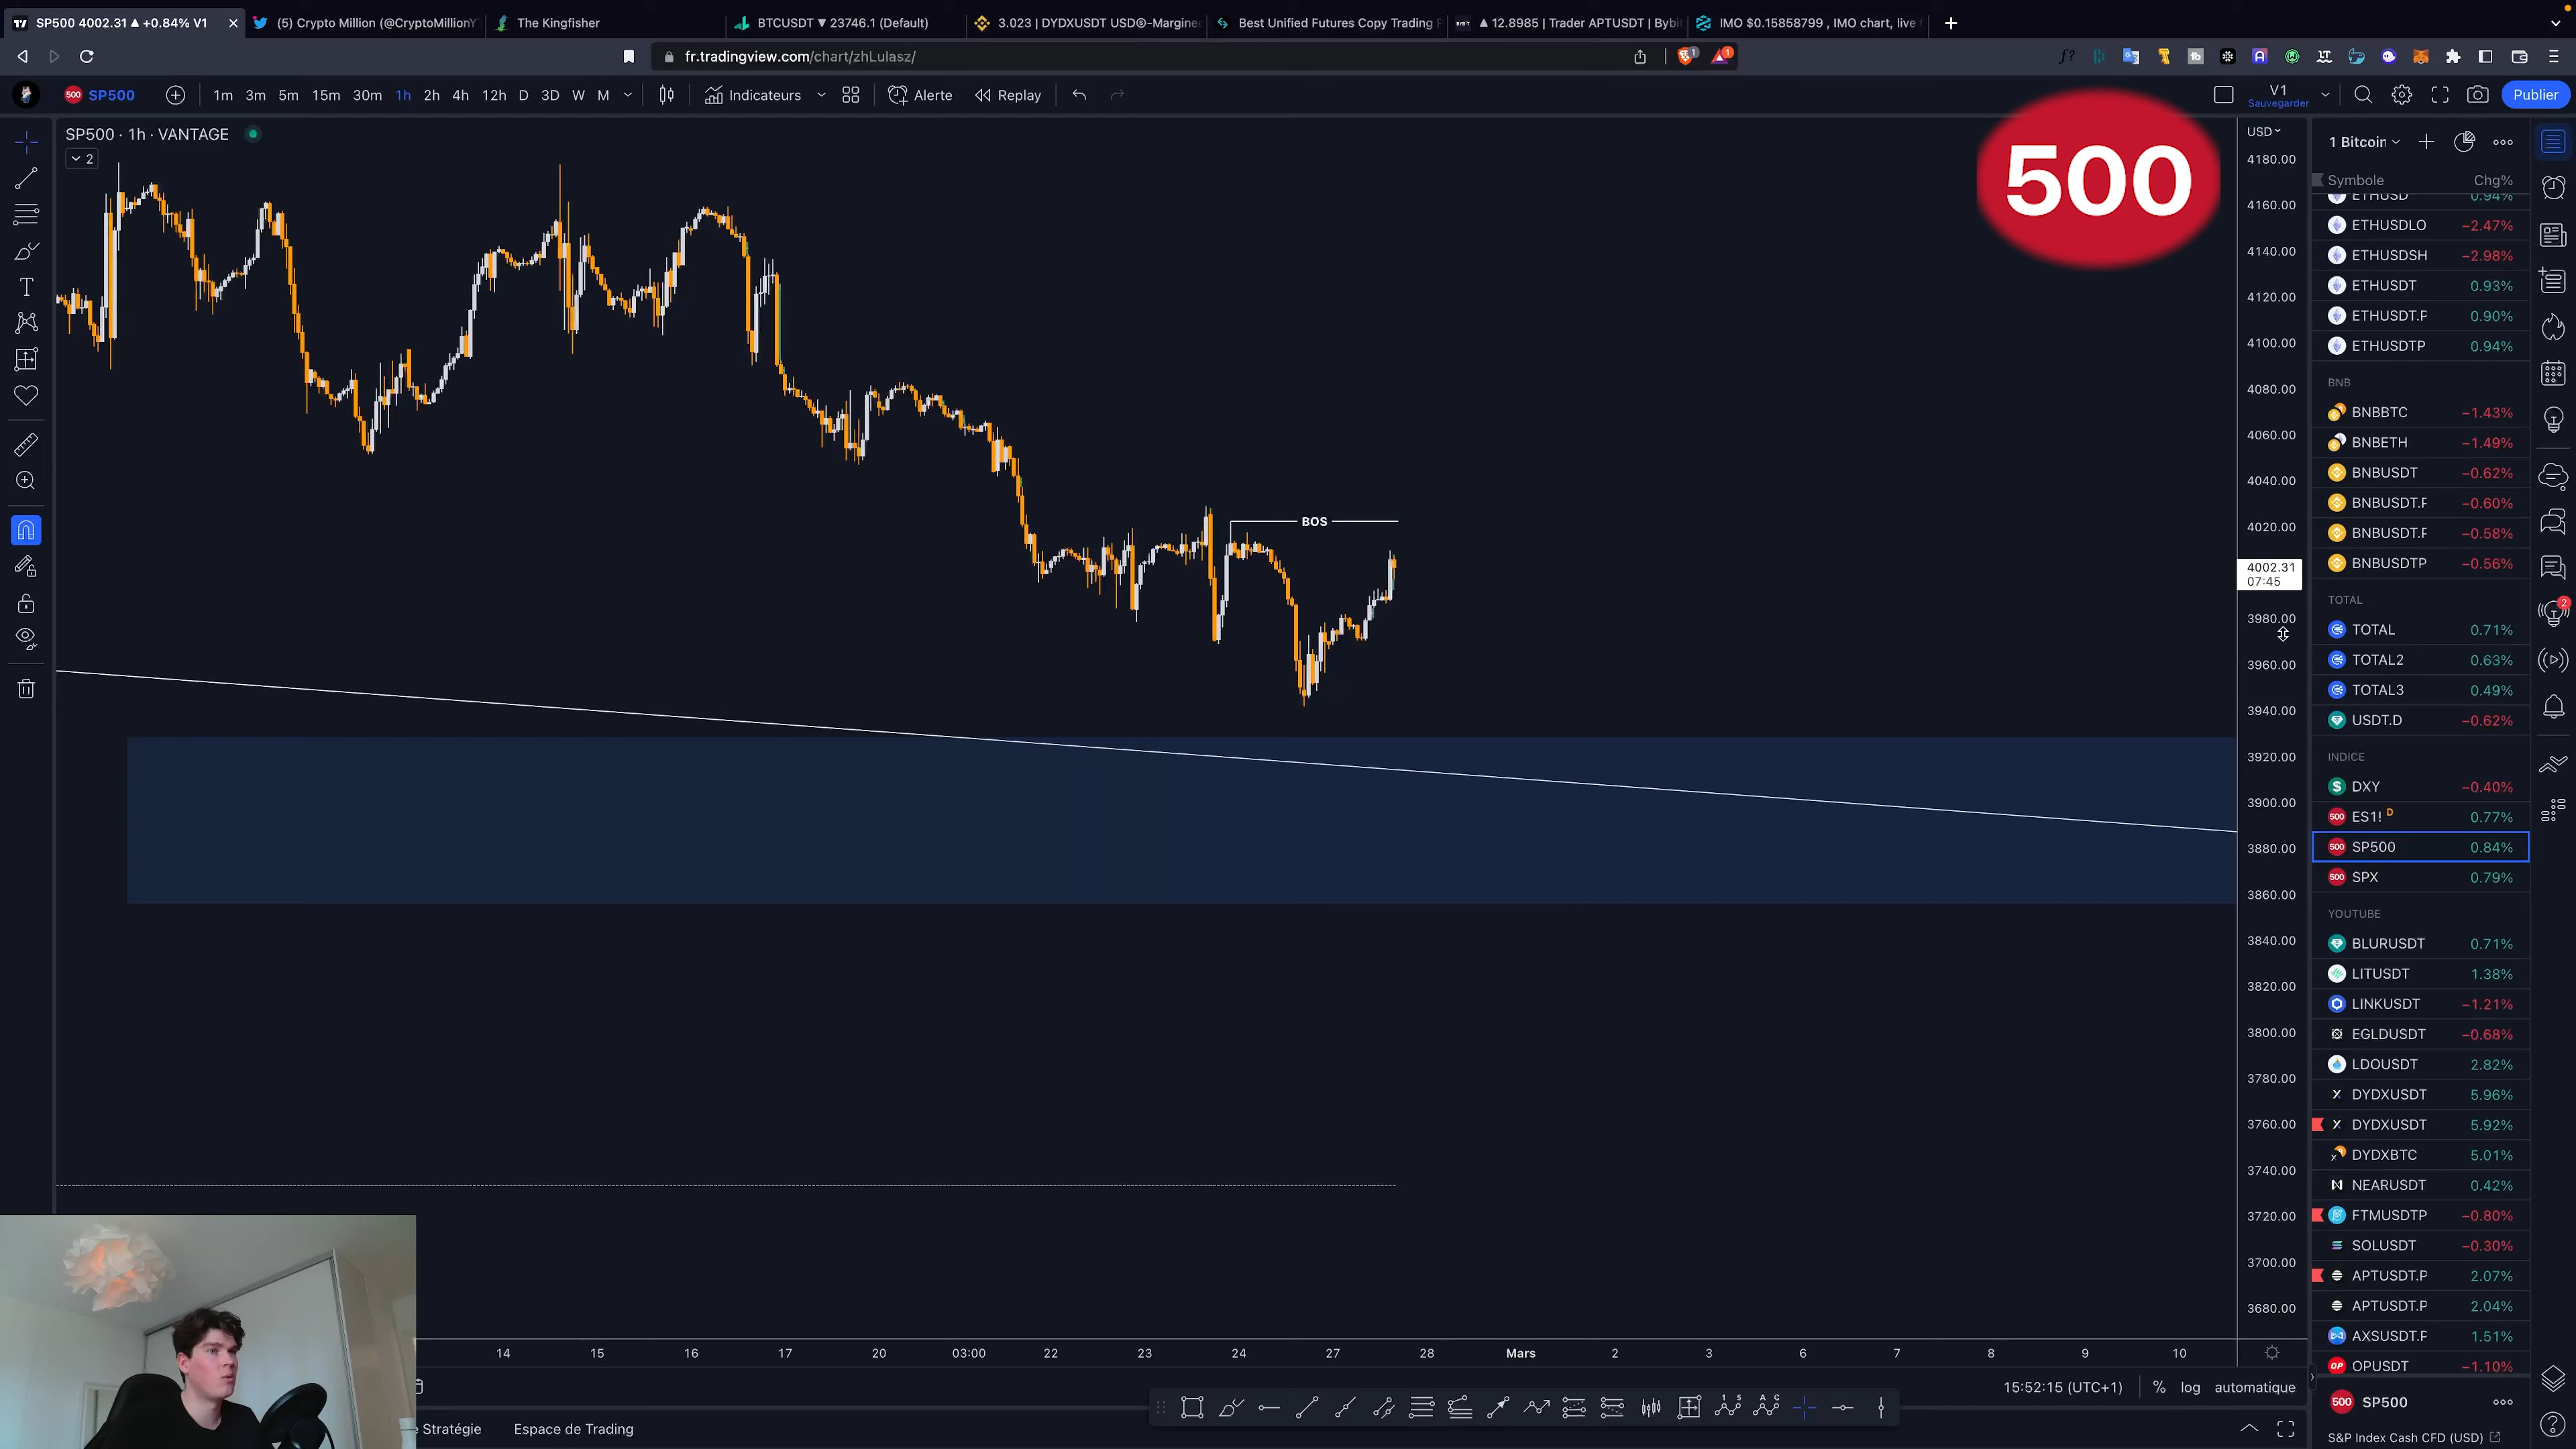 SP500 4002.31 ▲ +0.84% V1
(5) Crypto Million (@CryptoMillionY
The Kingfisher
BTCUSDT ▼ 23746.1 (Default)
3.023 | DYDXUSDT USD®-Margine
Best Unified Futures Copy Trading P
▲ 12.8985 | Trader APTUSDT | Byb
IMO $0.15858799 , IMO chart, live
fr.tradingview.com/chart/zhLulasz/
SP500
1m 3m 5m 15m 30m 1h 2h 4h 12h D 3D W M
Indicateurs
Alerte
Replay
V1
Sauvegarder
Publier
SP500 · 1h · VANTAGE
2
500
BOS
USD
4180.00
4160.00
4140.00
4120.00
4100.00
4080.00
4060.00
4040.00
4020.00
4002.31
07:45
3980.00
3960.00
3940.00
3920.00
3900.00
3880.00
3860.00
3840.00
3820.00
3800.00
3780.00
3760.00
3740.00
3720.00
3700.00
3680.00
1 Bitcoin
Symbole Chg%
ETHUSD 0.94%
ETHUSDLO −2.47%
ETHUSDSH −2.98%
ETHUSDT 0.93%
ETHUSDT.P 0.90%
ETHUSDTP 0.94%
BNB
BNBBTC −1.43%
BNBETH −1.49%
BNBUSDT −0.62%
BNBUSDT.P −0.60%
BNBUSDT.P −0.58%
BNBUSDTP −0.56%
TOTAL
TOTAL 0.71%
TOTAL2 0.63%
TOTAL3 0.49%
USDT.D −0.62%
INDICE
DXY −0.40%
ES1! D 0.77%
SP500 0.84%
SPX 0.79%
YOUTUBE
BLURUSDT 0.71%
LITUSDT 1.38%
LINKUSDT −1.21%
EGLDUSDT −0.68%
LDOUSDT 2.82%
DYDXUSDT 5.96%
DYDXUSDT 5.92%
DYDXBTC 5.01%
NEARUSDT 0.42%
FTMUSDTP −0.80%
SOLUSDT −0.30%
APTUSDT.P 2.07%
APTUSDT.P 2.04%
AXSUSDT.P 1.51%
OPUSDT −1.10%
SP500
S&P Index Cash CFD (USD)
14 15 16 17 20 03:00 22 23 24 27 28 Mars 2 3 6 7 8 9 10
15:52:15 (UTC+1) % log automatique
Stratégie
Espace de Trading